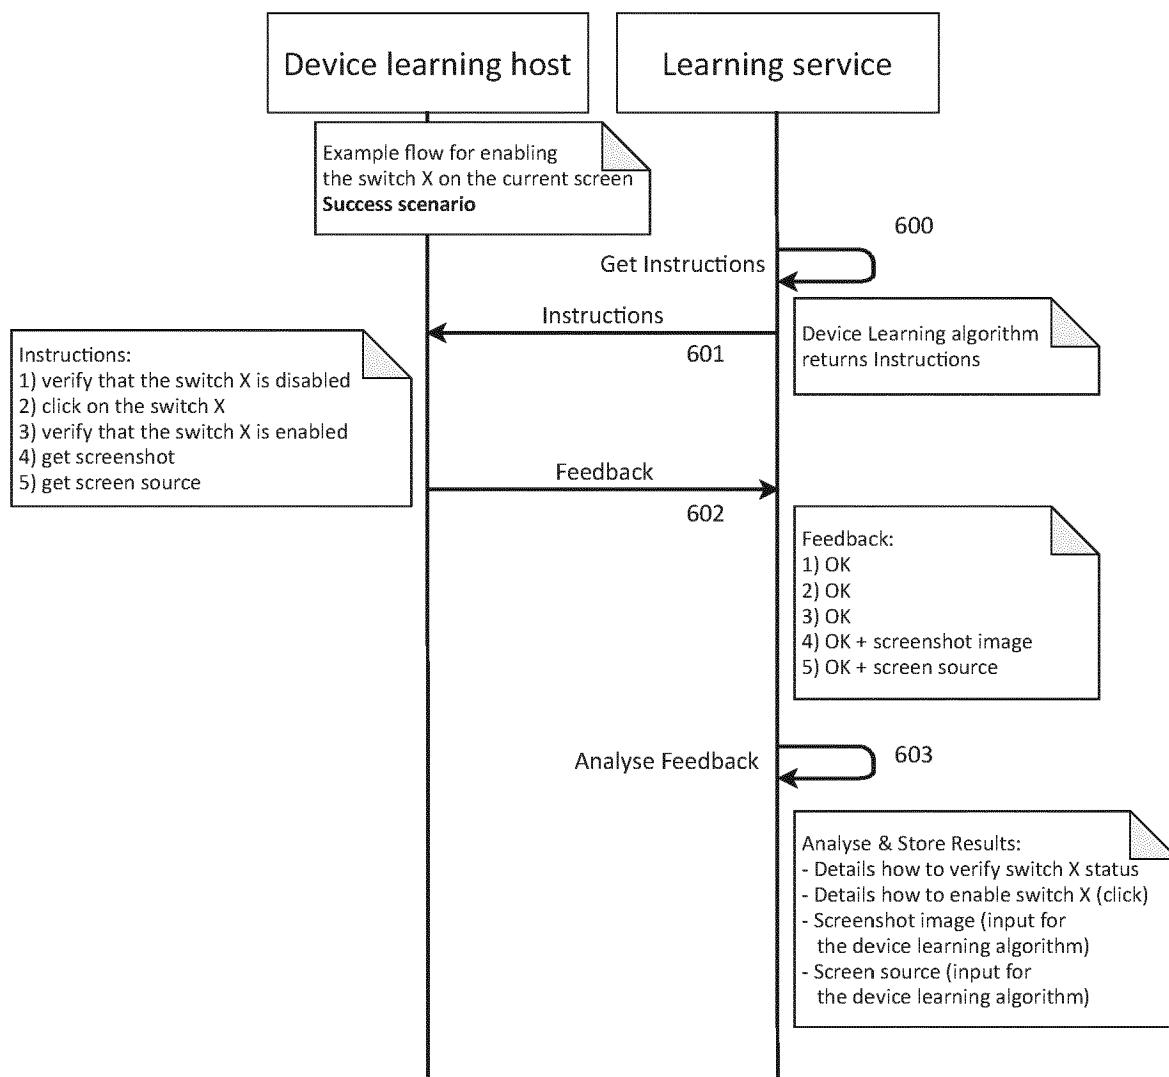 Device learning host
Learning service
Example flow for enabling
the switch X on the current screen
Success scenario
600
Get Instructions
Instructions
601
Device Learning algorithm
returns Instructions
Instructions:
1) verify that the switch X is disabled
2) click on the switch X
3) verify that the switch X is enabled
4) get screenshot
5) get screen source
Feedback
602
Feedback:
1) OK
2) OK
3) OK
4) OK + screenshot image
5) OK + screen source
Analyse Feedback
603
Analyse & Store Results:
- Details how to verify switch X status
- Details how to enable switch X (click)
- Screenshot image (input for
the device learning algorithm)
- Screen source (input for
the device learning algorithm)